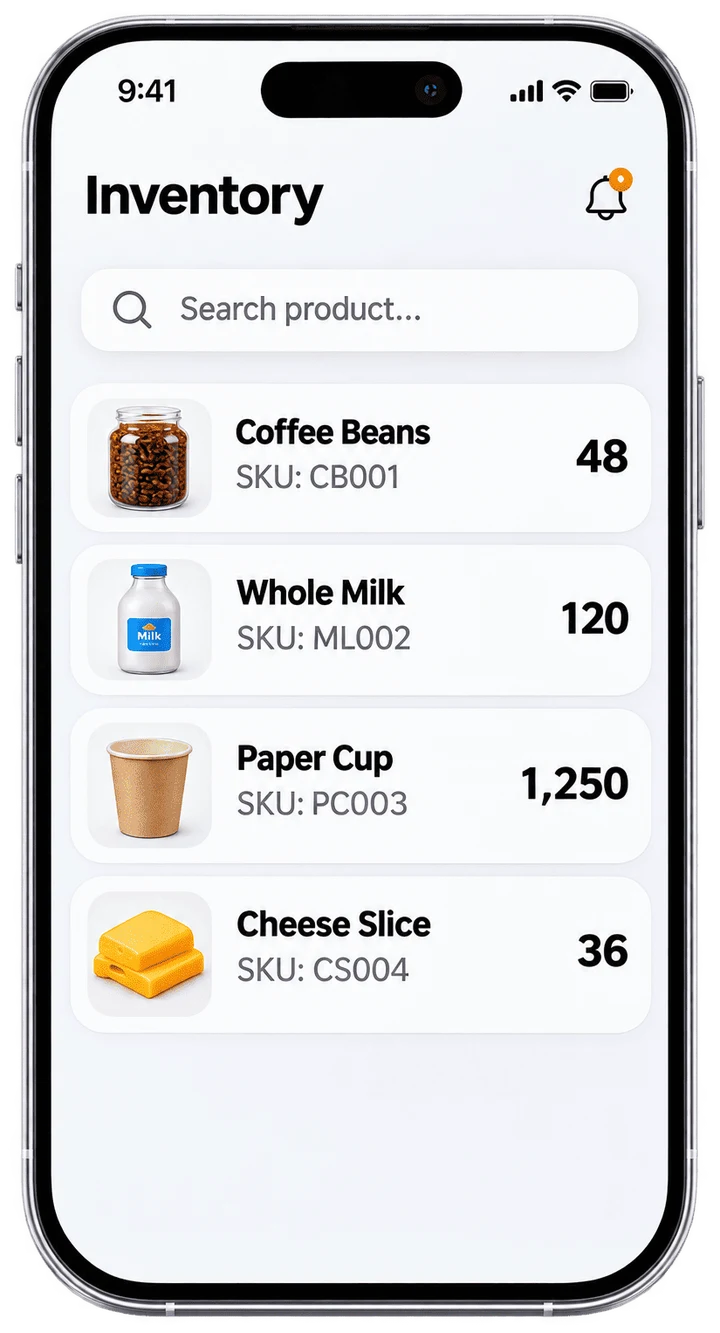 9:41
Inventory
Search product...
Coffee Beans
SKU: CB001
48
Milk
Whole Milk
SKU: ML002
120
Paper Cup
SKU: PC003
1,250
Cheese Slice
SKU: CS004
36